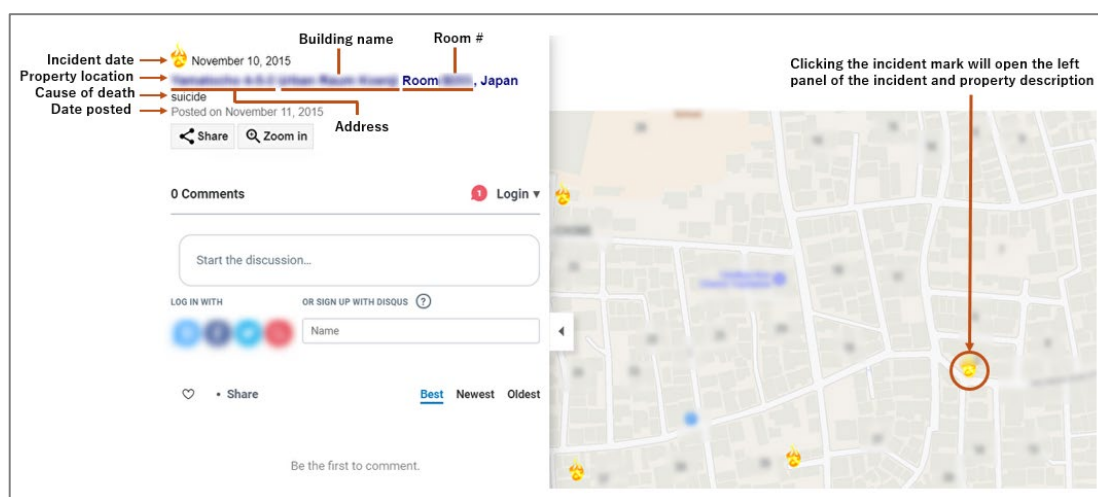 Incident date
November 10, 2015
Building name
Room #
Property location
Room
, Japan
Cause of death
suicide
Date posted
Posted on November 11, 2015
Address
Share
Zoom in
0 Comments
1
Login
Start the discussion...
LOG IN WITH
OR SIGN UP WITH DISQUS ?
Name
• Share
Best Newest Oldest
Be the first to comment.
Clicking the incident mark will open the left
panel of the incident and property description